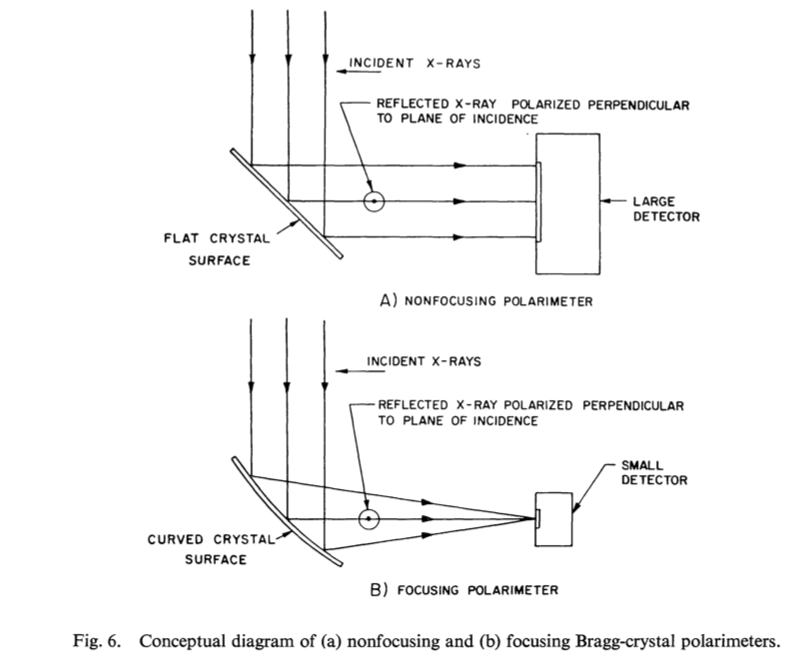 INCIDENT X-RAYS
REFLECTED X-RAY POLARIZED PERPENDICULAR
TO PLANE OF INCIDENCE
LARGE
DETECTOR
FLAT CRYSTAL
SURFACE
A) NONFOCUSING POLARIMETER
INCIDENT X-RAYS
REFLECTED X-RAY POLARIZED PERPENDICULAR
TO PLANE OF INCIDENCE
SMALL
DETECTOR
CURVED CRYSTAL
SURFACE
B) FOCUSING POLARIMETER
Fig. 6. Conceptual diagram of (a) nonfocusing and (b) focusing Bragg-crystal polarimeters.